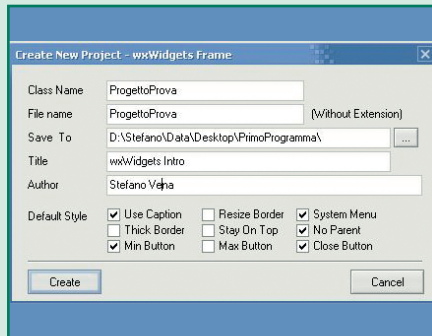 Create New Project - wxWidgets Frame
Class Name ProgettoProva
File name ProgettoProva (Without Extension)
Save To D:\Stefano\Data\Desktop\PrimoProgramma\ ...
Title wxWidgets Intro
Author Stefano Vena
Default Style Use Caption Resize Border System Menu
Thick Border Stay On Top No Parent
Min Button Max Button Close Button
Create Cancel